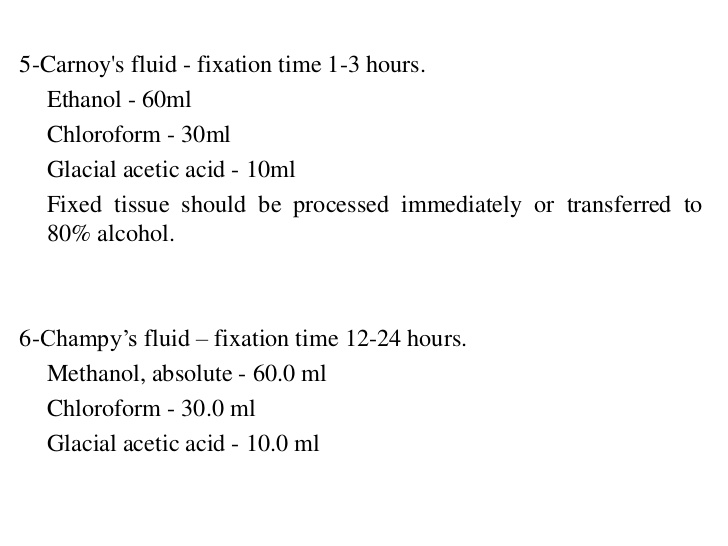 5-Carnoy's fluid - fixation time 1-3 hours.
Ethanol - 60ml
Chloroform - 30ml
Glacial acetic acid - 10ml
Fixed tissue should be processed immediately or transferred to
80% alcohol.
6-Champy’s fluid – fixation time 12-24 hours.
Methanol, absolute - 60.0 ml
Chloroform - 30.0 ml
Glacial acetic acid - 10.0 ml